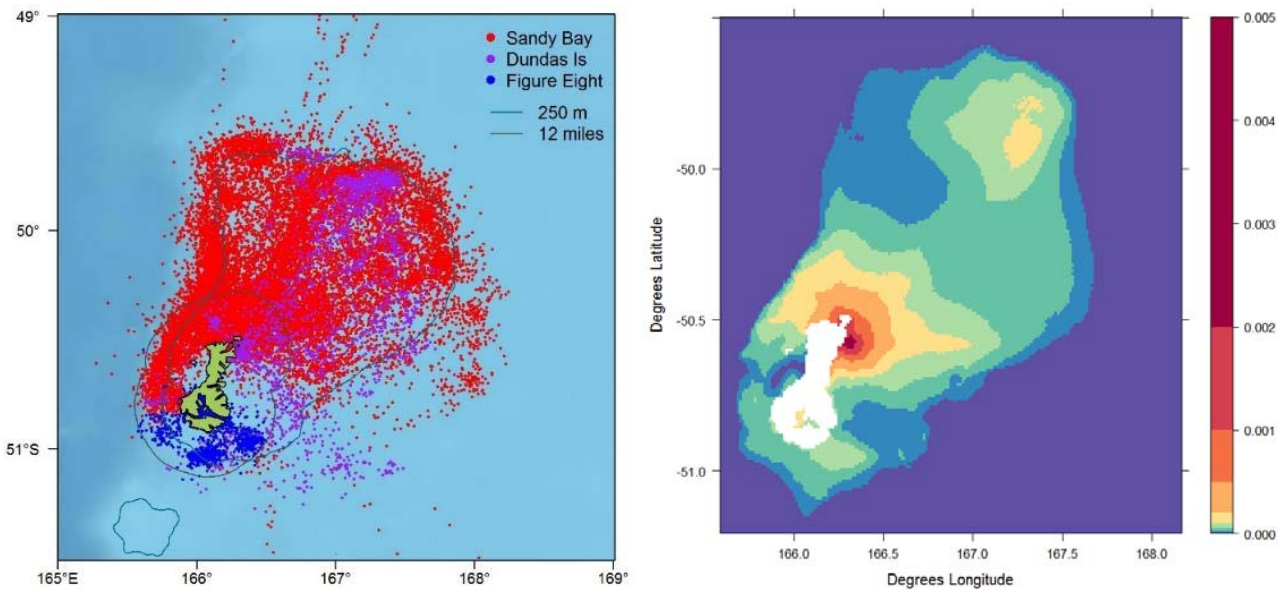 49°
50°
51°S
165°E
166°
167°
168°
169°
Sandy Bay
Dundas Is
Figure Eight
250 m
12 miles
Degrees Latitude
-50.0
-50.5
-51.0
166.0
166.5
167.0
167.5
168.0
Degrees Longitude
0.005
0.004
0.003
0.002
0.001
0.000